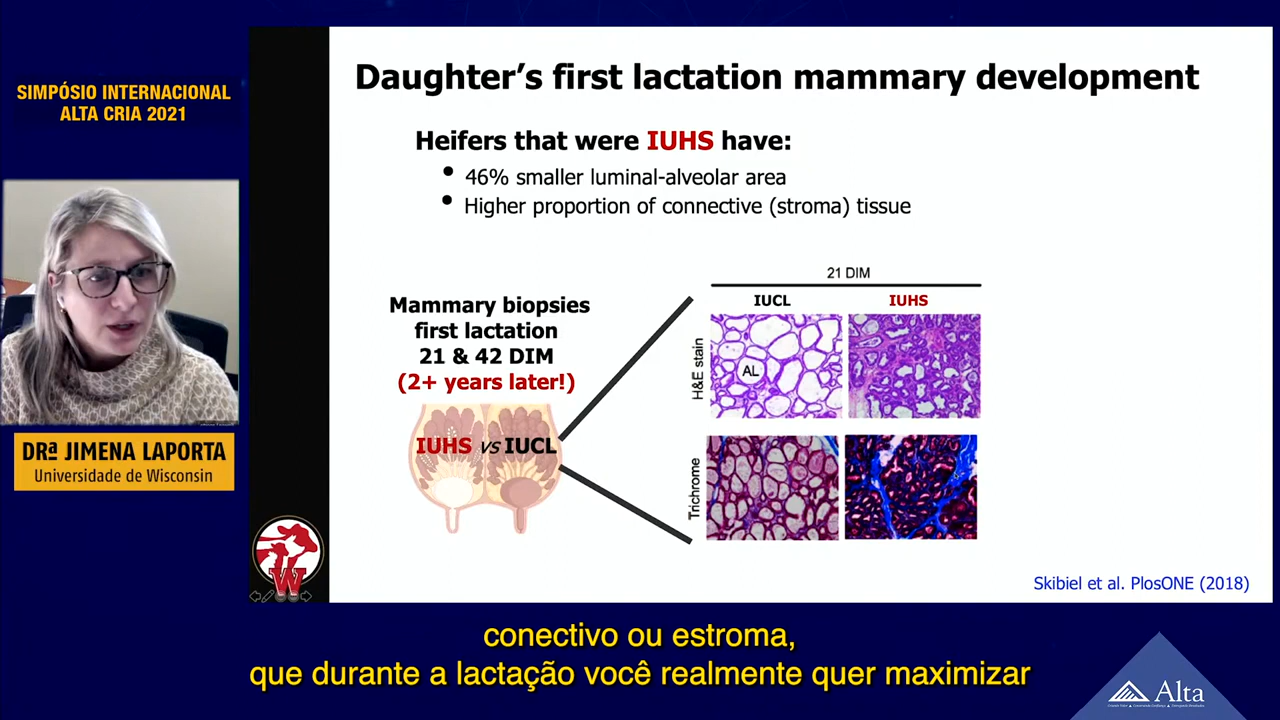 SIMPÓSIO INTERNACIONAL
ALTA CRIA 2021
DRª JIMENA LAPORTA
Universidade de Wisconsin
Daughter's first lactation mammary development
Heifers that were IUHS have:
• 46% smaller luminal-alveolar area
• Higher proportion of connective (stroma) tissue
Mammary biopsies
first lactation
21 & 42 DIM
(2+ years later!)
IUHS vs IUCL
21 DIM
IUCL IUHS
H&E stain
AL
Trichrome
Skibiel et al. PlosONE (2018)
W
conectivo ou estroma,
que durante a lactação você realmente quer maximizar
Alta